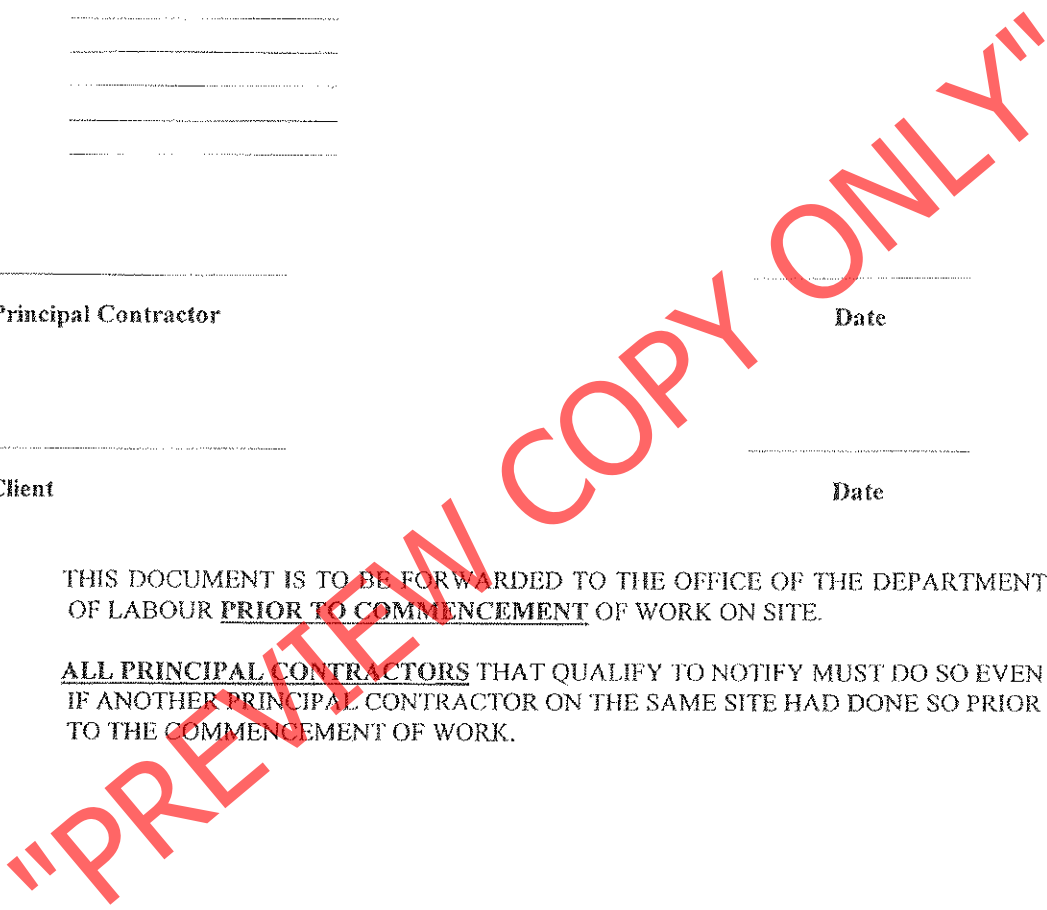 Principal Contractor
Date
Client
Date
THIS DOCUMENT IS TO BE FORWARDED TO THE OFFICE OF THE DEPARTMENT
OF LABOUR PRIOR TO COMMENCEMENT OF WORK ON SITE.
ALL PRINCIPAL CONTRACTORS THAT QUALIFY TO NOTIFY MUST DO SO EVEN
IF ANOTHER PRINCIPAL CONTRACTOR ON THE SAME SITE HAD DONE SO PRIOR
TO THE COMMENCEMENT OF WORK.
"PREVIEW COPY ONLY"